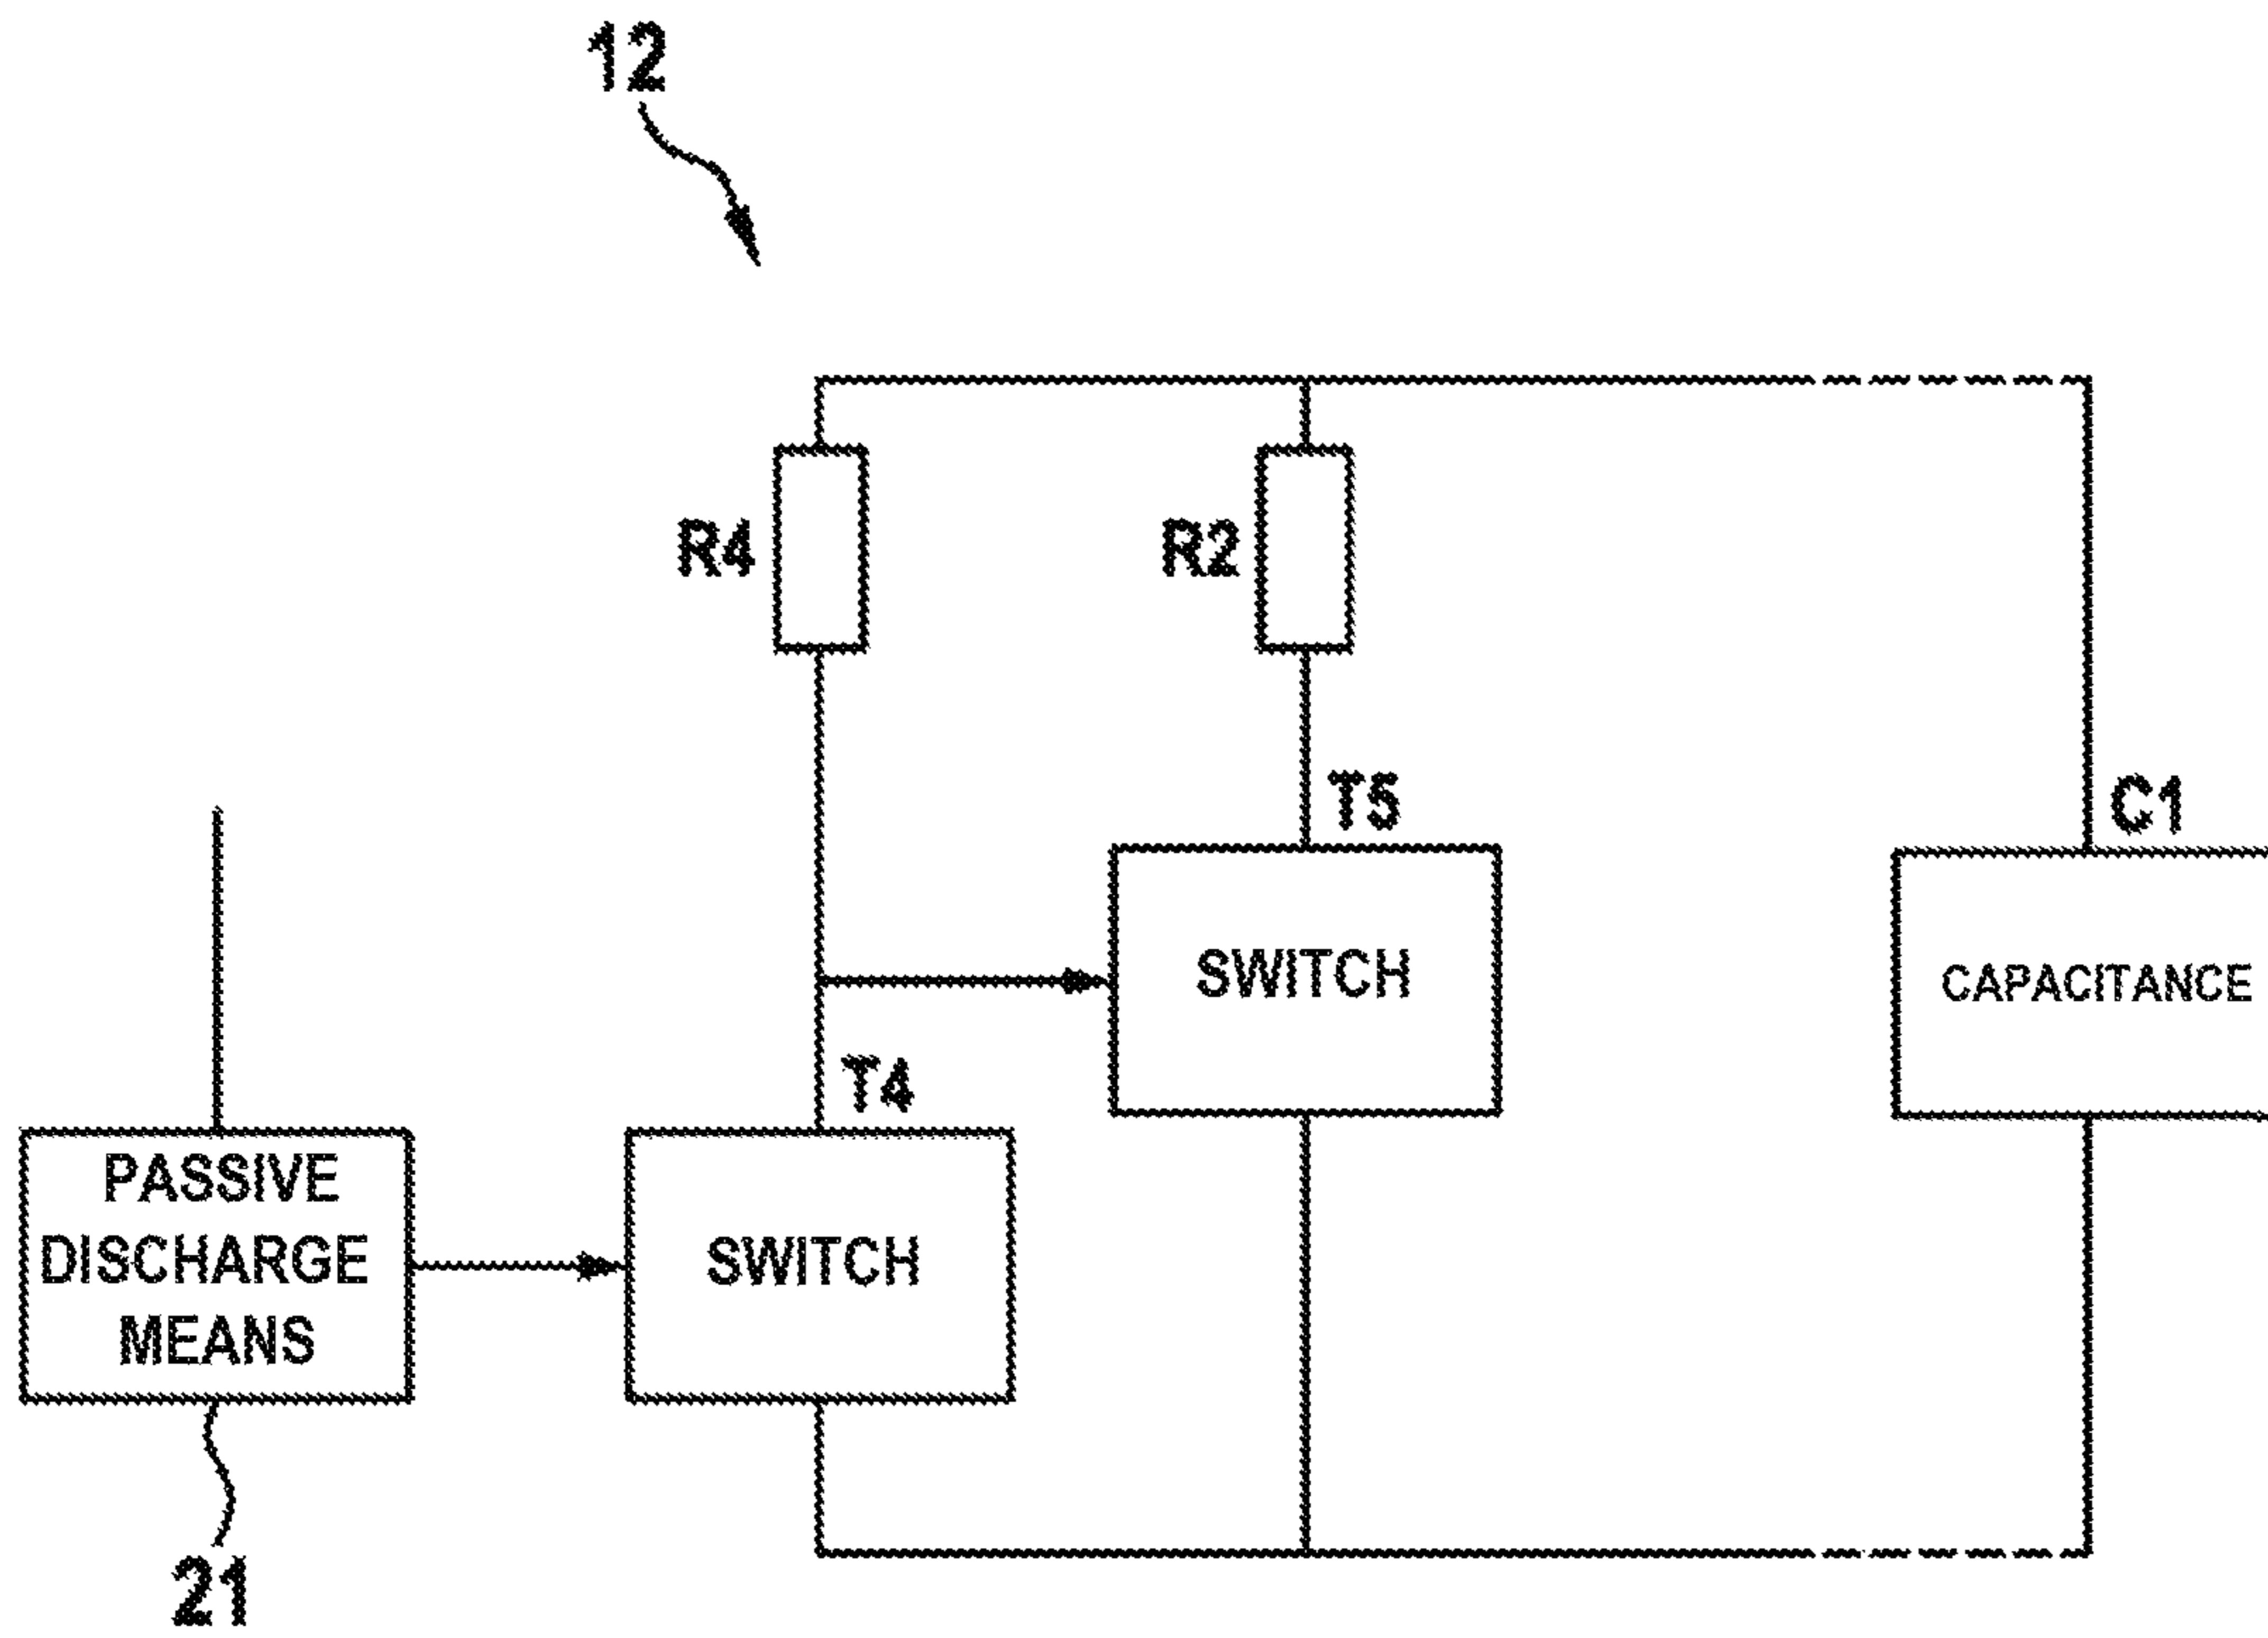 12
R4
R2
T5
C1
SWITCH
CAPACITANCE
T4
PASSIVE
DISCHARGE
MEANS
SWITCH
21